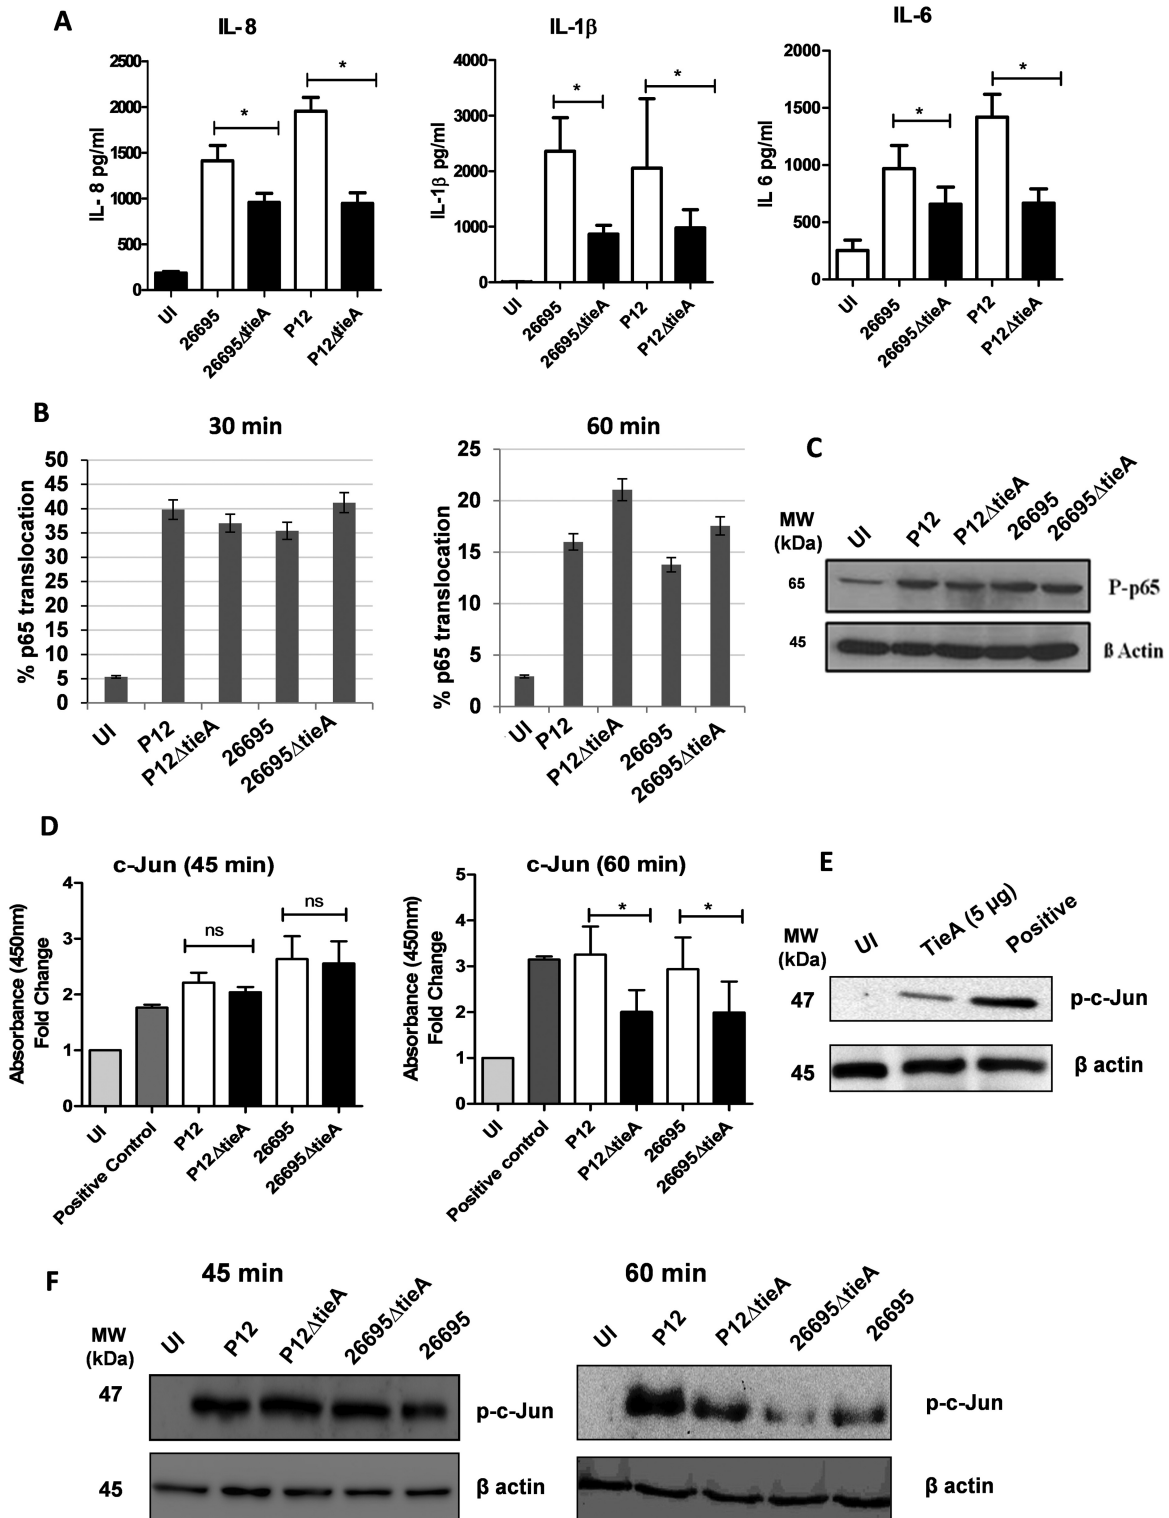 A
IL- 8
IL- 8 pg/ml
2500
2000
1500
1000
500
0
UI
26695
26695ΔtieA
P12
P12ΔtieA
*
*
IL-1β
IL-1β pg/ml
4000
3000
2000
1000
0
UI
26695
26695ΔtieA
P12
P12ΔtieA
*
*
IL-6
IL 6 pg/ml
2000
1500
1000
500
0
UI
26695
26695ΔtieA
P12
P12ΔtieA
*
*
B
30 min
% p65 translocation
50
45
40
35
30
25
20
15
10
5
0
UI
P12
P12ΔtieA
26695
26695ΔtieA
60 min
% p65 translocation
25
20
15
10
5
0
UI
P12
P12ΔtieA
26695
26695ΔtieA
C
MW
(kDa)
UI
P12
P12ΔtieA
26695
26695ΔtieA
65
P-p65
45
ß Actin
D
c-Jun (45 min)
Absorbance (450nm)
Fold Change
4
3
2
1
0
ns
ns
UI
Positive Control
P12
P12ΔtieA
26695
26695ΔtieA
c-Jun (60 min)
Absorbance (450nm)
Fold Change
5
4
3
2
1
0
*
*
UI
Positive control
P12
P12ΔtieA
26695
26695ΔtieA
E
MW
(kDa)
UI
TieA (5 µg)
Positive
47
p-c-Jun
45
β actin
F
45 min
MW
(kDa)
UI
P12
P12ΔtieA
26695ΔtieA
26695
47
p-c-Jun
45
β actin
60 min
UI
P12
P12ΔtieA
26695ΔtieA
26695
p-c-Jun
β actin